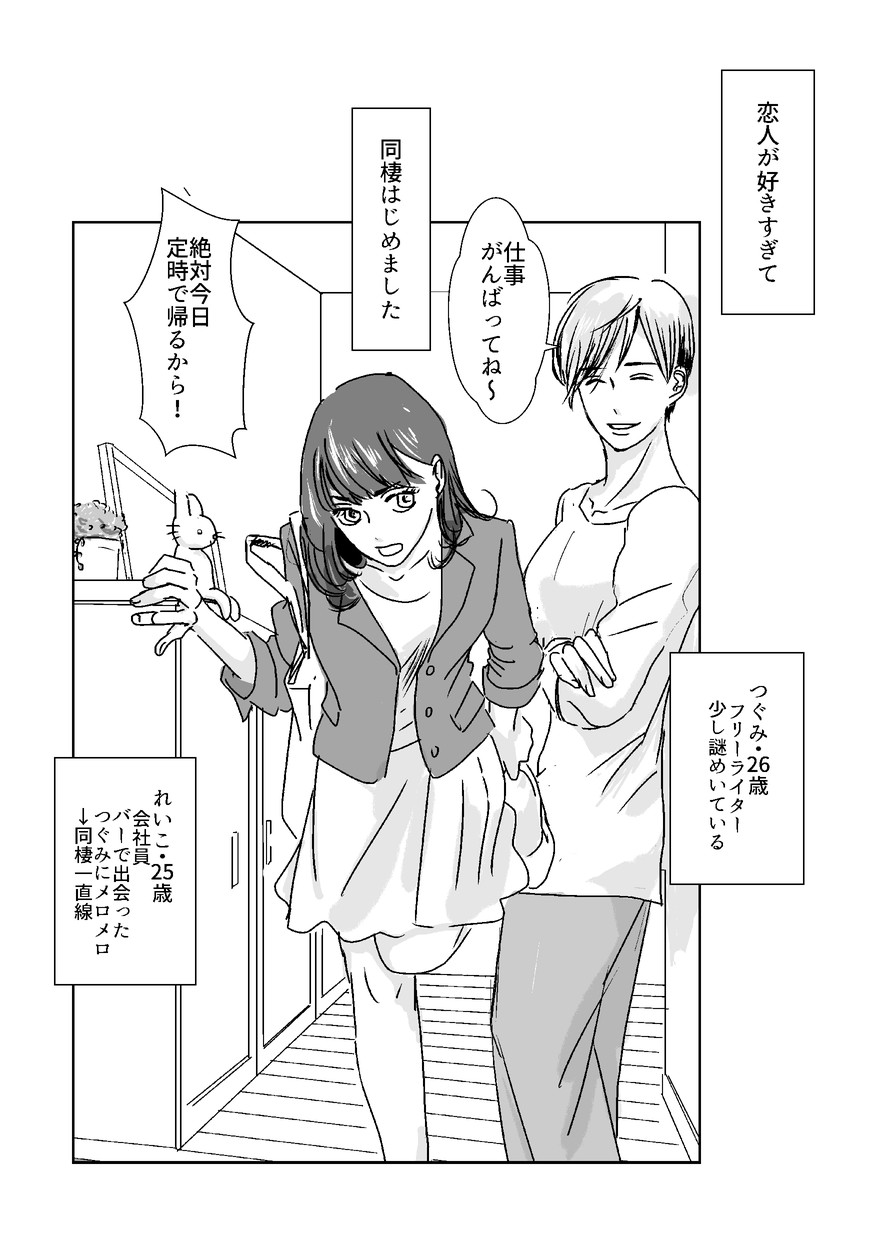 恋人が好きすぎて
同棲はじめました
仕事
がんばってね～
絶対今日
定時で帰るから！
つぐみ・26歳
フリーライター
少し謎めいている
れいこ・25歳
会社員
バーで出会った
つぐみにメロメロ
→同棲一直線